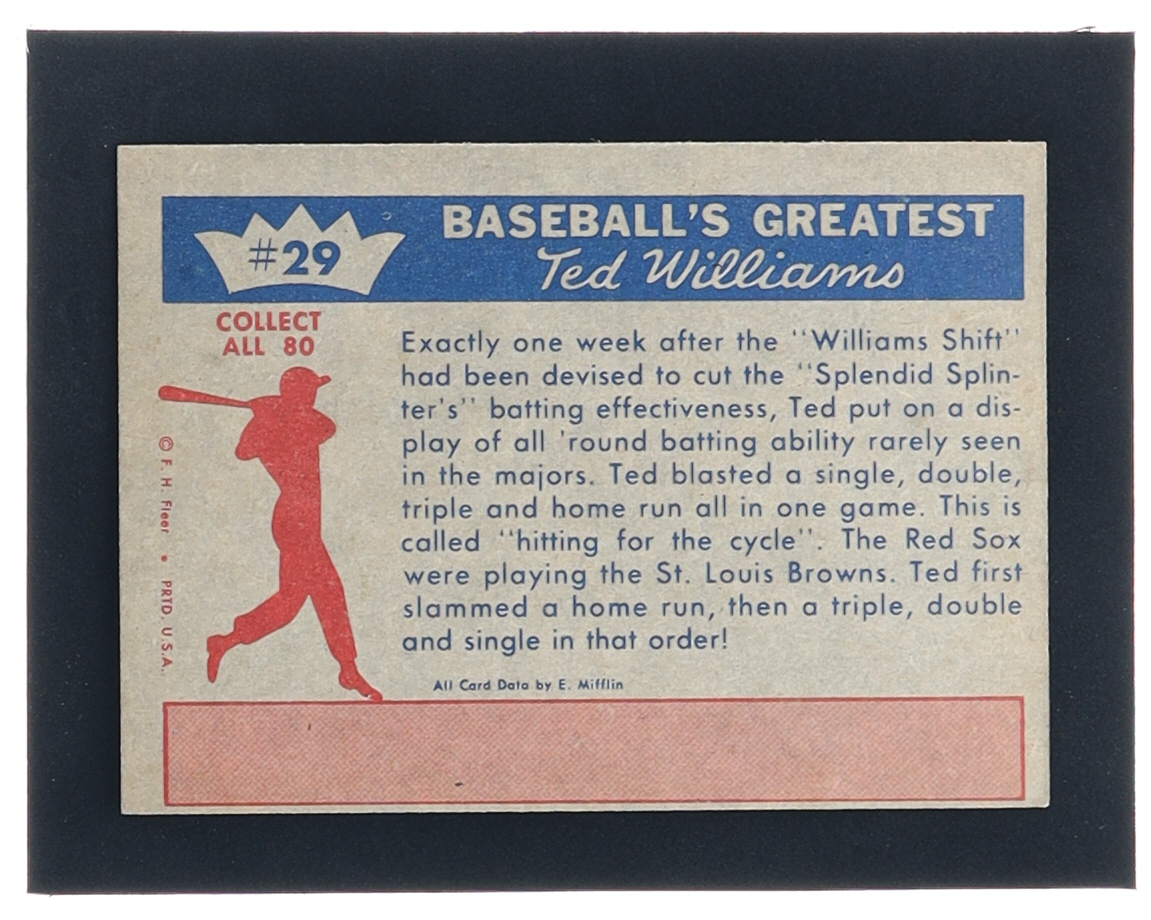 #29
BASEBALL'S GREATEST
Ted Williams
COLLECT
ALL 80
© F. H. Fleer • PRTD. U.S.A.
Exactly one week after the "Williams Shift"
had been devised to cut the "Splendid Splin-
ter's" batting effectiveness, Ted put on a dis-
play of all 'round batting ability rarely seen
in the majors. Ted blasted a single, double,
triple and home run all in one game. This is
called "hitting for the cycle". The Red Sox
were playing the St. Louis Browns. Ted first
slammed a home run, then a triple, double
and single in that order!
All Card Data by E. Mifflin